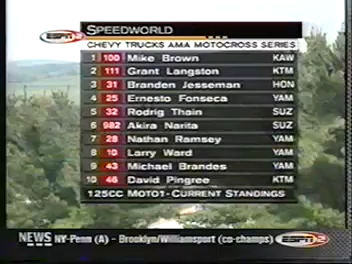 ESPN2 SPEEDWORLD
CHEVY TRUCKS AMA MOTOCROSS SERIES
1 100 Mike Brown KAW
2 111 Grant Langston KTM
3 31 Branden Jesseman HON
4 25 Ernesto Fonseca YAM
5 32 Rodrig Thain SUZ
6 982 Akira Narita SUZ
7 28 Nathan Ramsey YAM
8 10 Larry Ward YAM
9 43 Michael Brandes YAM
10 46 David Pingree KTM
125CC MOTO1-CURRENT STANDINGS
NEWS NY-Penn (A) - Brooklyn/Williamsport (co-champs) ESPN2